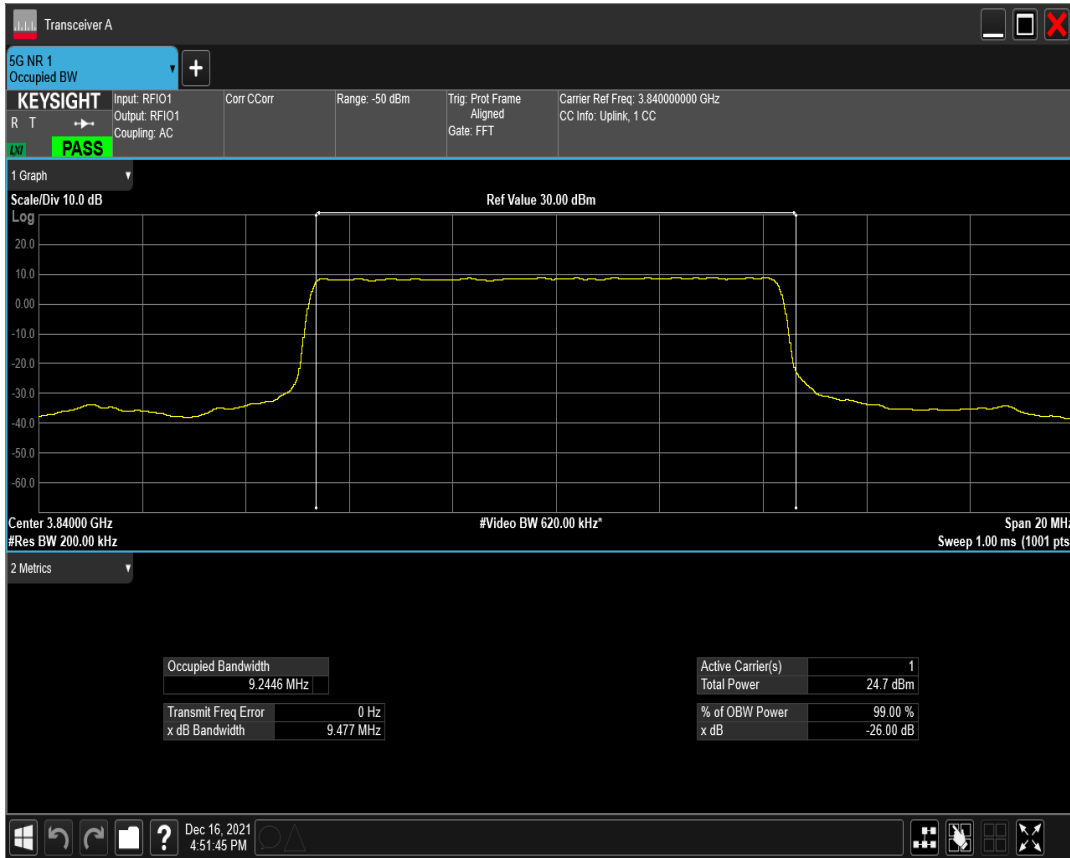 Transceiver A
5G NR 1
Occupied BW
KEYSIGHT
R T
LXI
PASS
Input: RFIO1
Output: RFIO1
Coupling: AC
Corr CCorr
Range: -50 dBm
Trig: Prot Frame
Aligned
Gate: FFT
Carrier Ref Freq: 3.840000000 GHz
CC Info: Uplink, 1 CC
1 Graph
Scale/Div 10.0 dB
Ref Value 30.00 dBm
Log
20.0
10.0
0.00
-10.0
-20.0
-30.0
-40.0
-50.0
-60.0
Center 3.84000 GHz
#Video BW 620.00 kHz*
Span 20 MHz
#Res BW 200.00 kHz
Sweep 1.00 ms (1001 pts
2 Metrics
Occupied Bandwidth
9.2446 MHz
Transmit Freq Error 0 Hz
x dB Bandwidth 9.477 MHz
Active Carrier(s) 1
Total Power 24.7 dBm
% of OBW Power 99.00 %
x dB -26.00 dB
?
Dec 16, 2021
4:51:45 PM